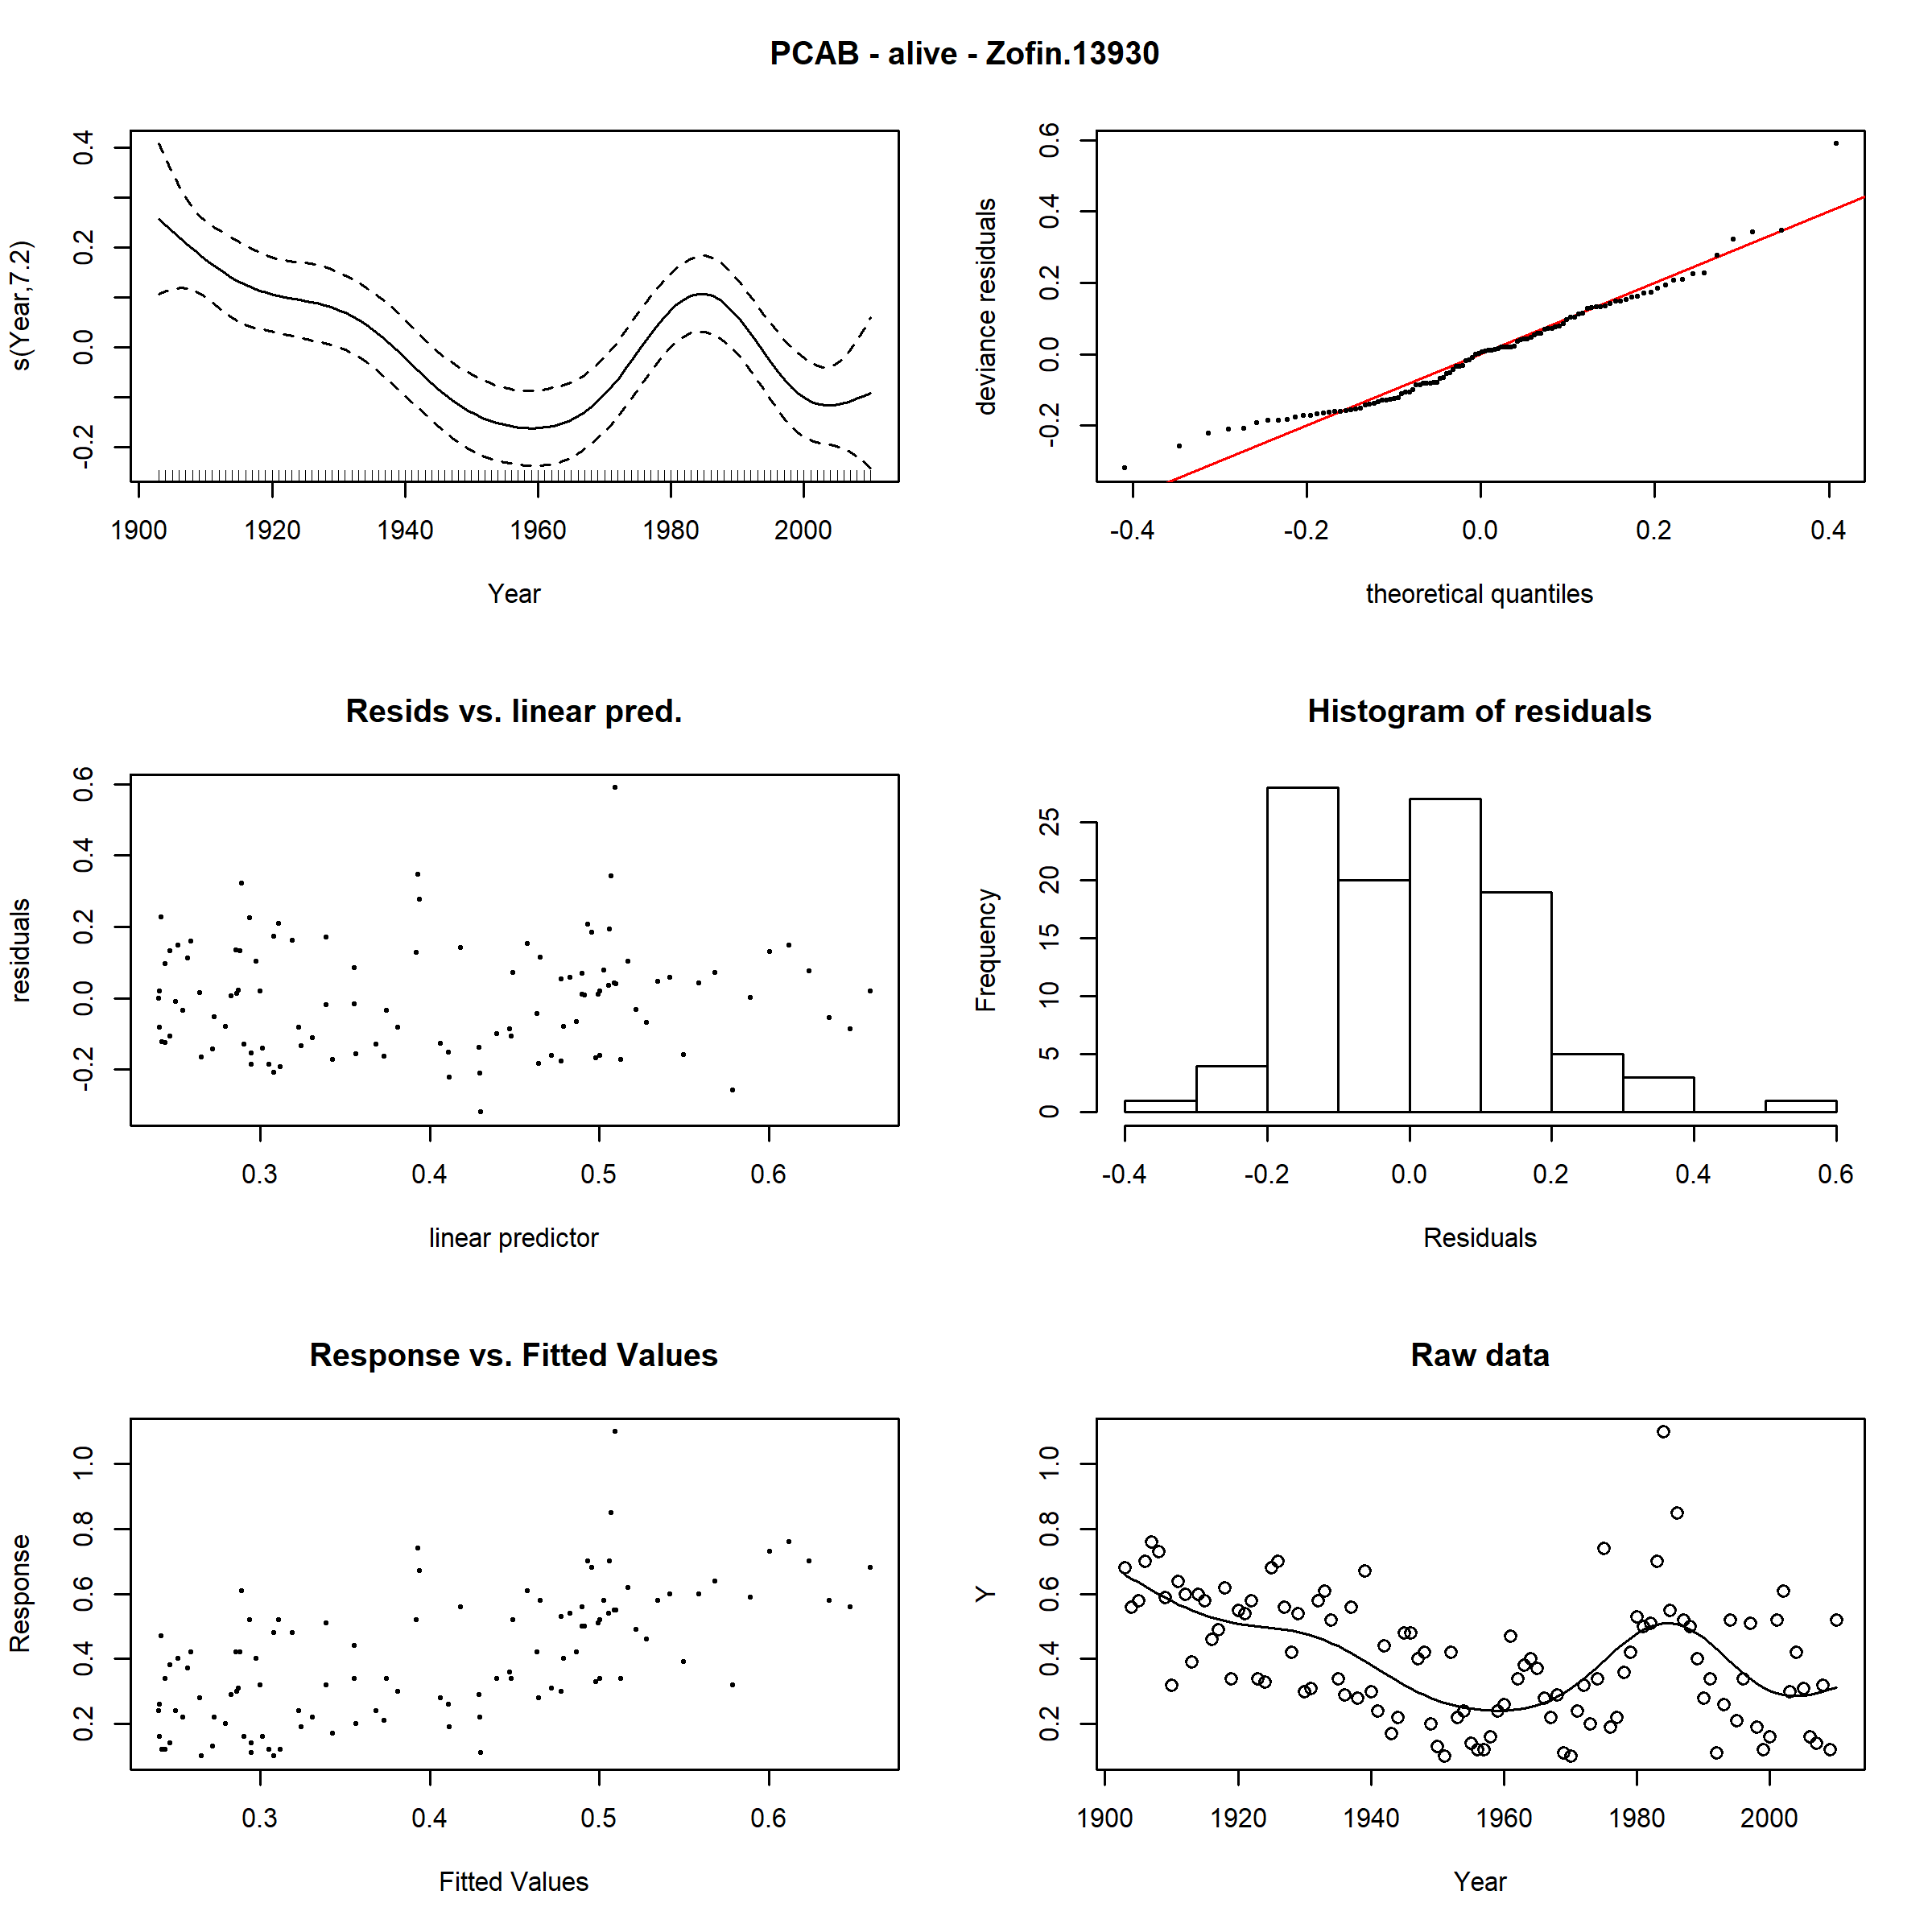 PCAB - alive - Zofin.13930
s(Year,7.2)
-0.2 0.0 0.2 0.4
1900 1920 1940 1960 1980 2000
Year
deviance residuals
-0.2 0.0 0.2 0.4 0.6
-0.4 -0.2 0.0 0.2 0.4
theoretical quantiles
Resids vs. linear pred.
residuals
-0.2 0.0 0.2 0.4 0.6
0.3 0.4 0.5 0.6
linear predictor
Histogram of residuals
Frequency
0 5 10 15 20 25
-0.4 -0.2 0.0 0.2 0.4 0.6
Residuals
Response vs. Fitted Values
Response
0.2 0.4 0.6 0.8 1.0
0.3 0.4 0.5 0.6
Fitted Values
Raw data
Y
0.2 0.4 0.6 0.8 1.0
1900 1920 1940 1960 1980 2000
Year